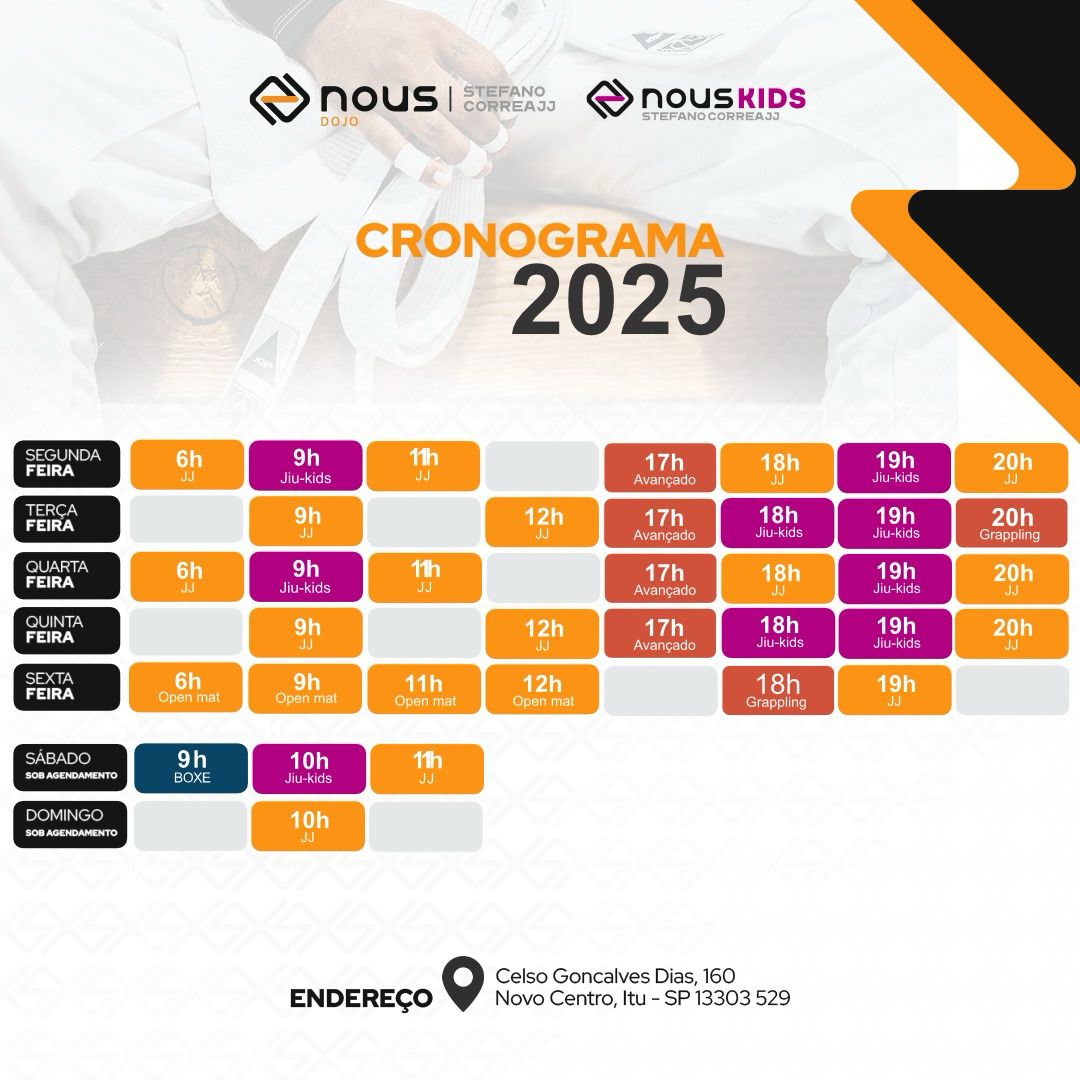 nous | STEFANO CORREAJJ
DOJO
nous KIDS
STEFANO CORREAJJ
CRONOGRAMA
2025
SEGUNDA FEIRA
6h JJ
9h Jiu-kids
11h JJ
17h Avançado
18h JJ
19h Jiu-kids
20h JJ
TERÇA FEIRA
9h JJ
12h JJ
17h Avançado
18h Jiu-kids
19h Jiu-kids
20h Grappling
QUARTA FEIRA
6h JJ
9h Jiu-kids
11h JJ
17h Avançado
18h JJ
19h Jiu-kids
20h JJ
QUINTA FEIRA
9h JJ
12h JJ
17h Avançado
18h Jiu-kids
19h Jiu-kids
20h JJ
SEXTA FEIRA
6h Open mat
9h Open mat
11h Open mat
12h Open mat
18h Grappling
19h JJ
SÁBADO
SOB AGENDAMENTO
9h BOXE
10h Jiu-kids
11h JJ
DOMINGO
SOB AGENDAMENTO
10h JJ
ENDEREÇO
Celso Goncalves Dias, 160
Novo Centro, Itu - SP 13303 529